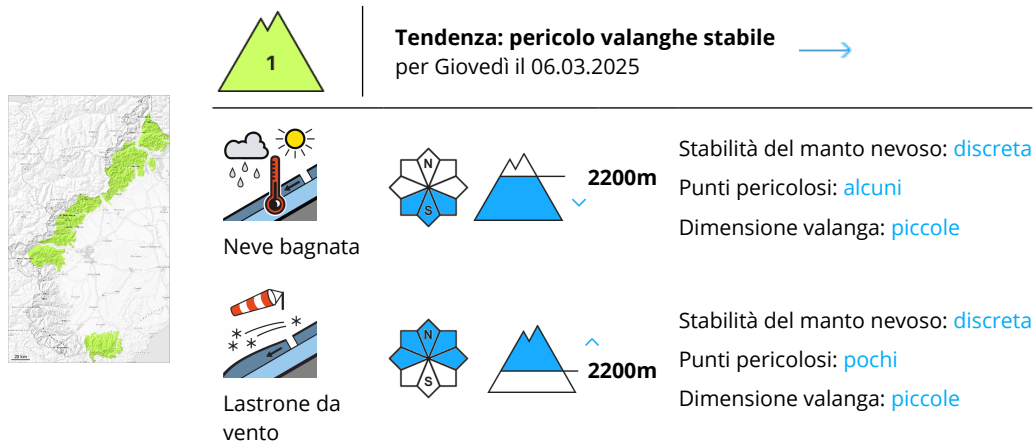 1
Tendenza: pericolo valanghe stabile
per Giovedì il 06.03.2025
N
S
2200m
Stabilità del manto nevoso: discreta
Punti pericolosi: alcuni
Dimensione valanga: piccole
Neve bagnata
N
S
2200m
Stabilità del manto nevoso: discreta
Punti pericolosi: pochi
Dimensione valanga: piccole
Lastrone da
vento
20 km